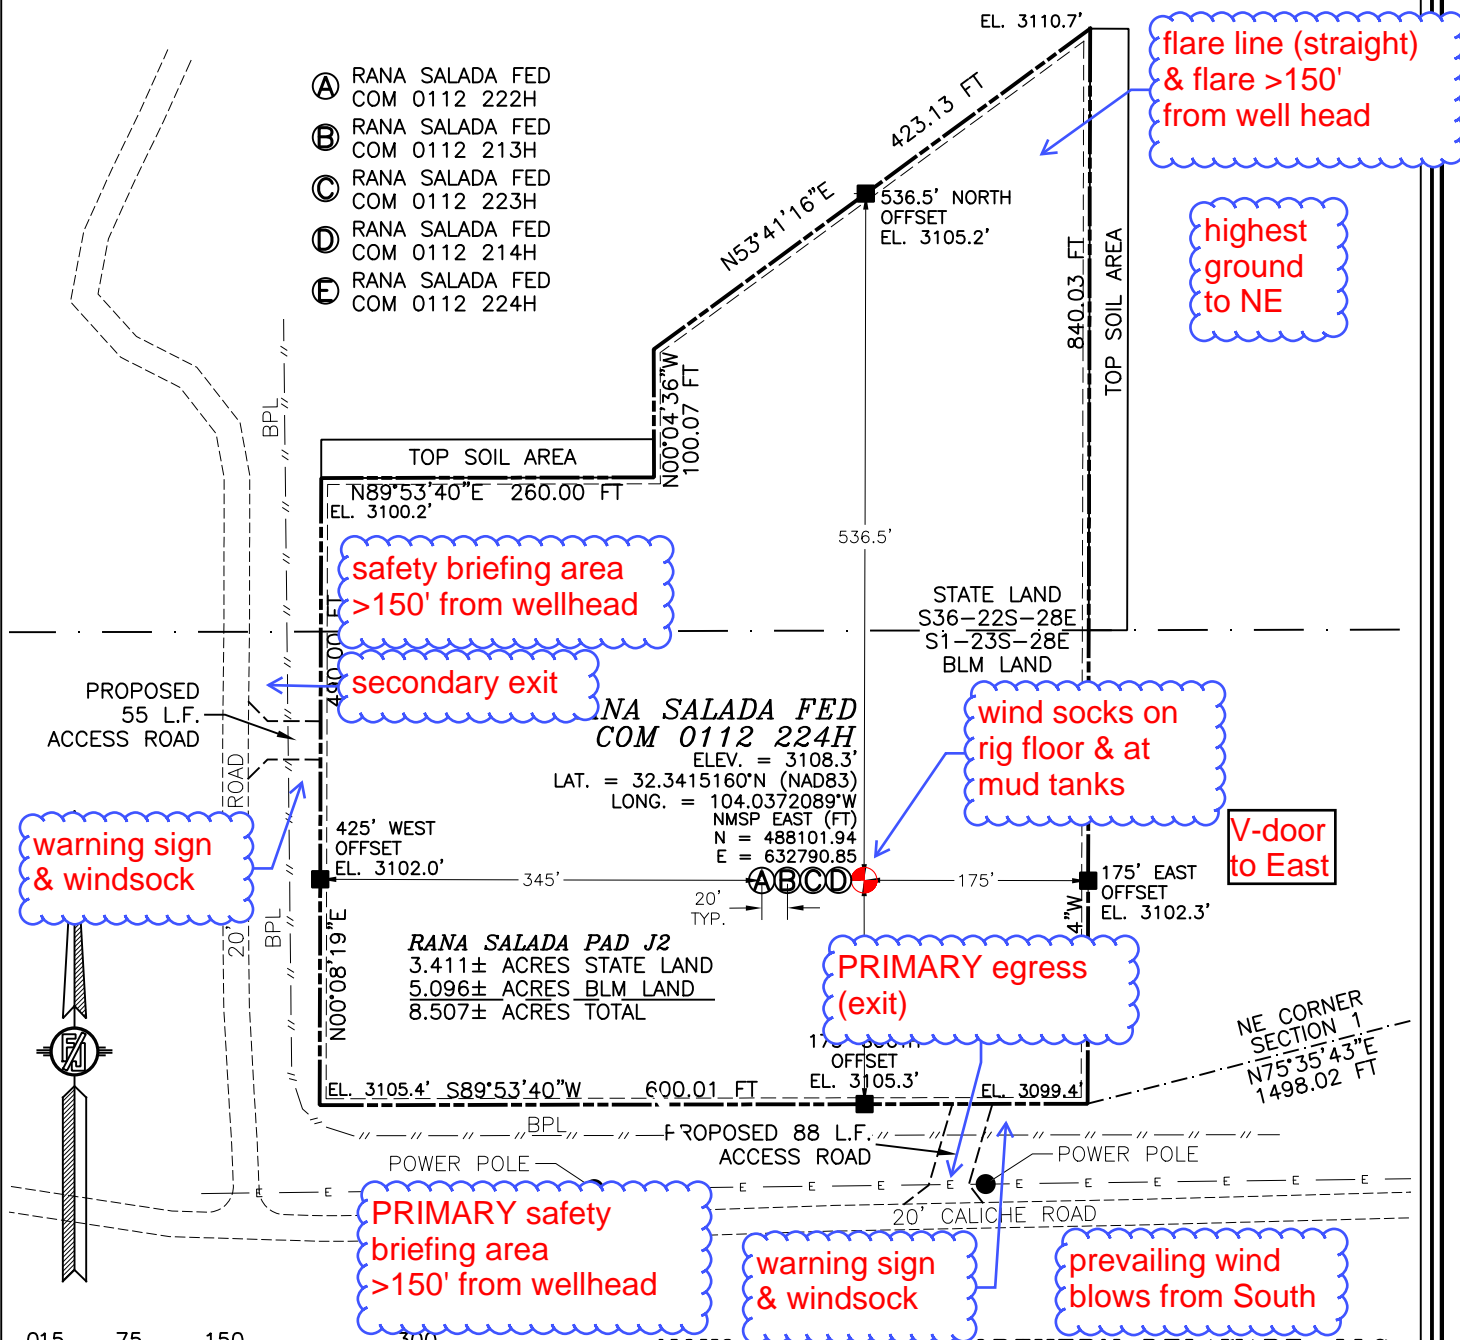 EL. 3110.7'
flare line (straight)
& flare >150'
from well head
Ⓐ RANA SALADA FED
COM 0112 222H
Ⓑ RANA SALADA FED
COM 0112 213H
Ⓒ RANA SALADA FED
COM 0112 223H
Ⓓ RANA SALADA FED
COM 0112 214H
Ⓔ RANA SALADA FED
COM 0112 224H
423.13 FT
N53°41'16"E
536.5' NORTH
OFFSET
EL. 3105.2'
highest
ground
to NE
840.03 FT
TOP SOIL AREA
N00°04'36"W
100.07 FT
BPL
TOP SOIL AREA
N89°53'40"E 260.00 FT
EL. 3100.2'
536.5'
safety briefing area
>150' from wellhead
490.00 FT
STATE LAND
S36-22S-28E
S1-23S-28E
BLM LAND
secondary exit
PROPOSED
55 L.F.
ACCESS ROAD
20' ROAD
NA SALADA FED
COM 0112 224H
ELEV. = 3108.3'
LAT. = 32.3415160°N (NAD83)
LONG. = 104.0372089°W
NMSP EAST (FT)
N = 488101.94
E = 632790.85
wind socks on
rig floor & at
mud tanks
V-door
to East
warning sign
& windsock
425' WEST
OFFSET
EL. 3102.0'
345'
A B C D
175'
175' EAST
OFFSET
EL. 3102.3'
20'
TYP.
4"W
BPL
N00°08'19"E
RANA SALADA PAD J2
3.411± ACRES STATE LAND
5.096± ACRES BLM LAND
8.507± ACRES TOTAL
PRIMARY egress
(exit)
OFFSET
EL. 3105.3'
NE CORNER
SECTION 1
N75°35'43"E
1498.02 FT
EL. 3105.4' S89°53'40"W 600.01 FT
EL. 3099.4'
BPL
PROPOSED 88 L.F.
ACCESS ROAD
POWER POLE
POWER POLE
E E E E E E E E E E
20' CALICHE ROAD
PRIMARY safety
briefing area
>150' from wellhead
warning sign
& windsock
prevailing wind
blows from South
015 75 150 300